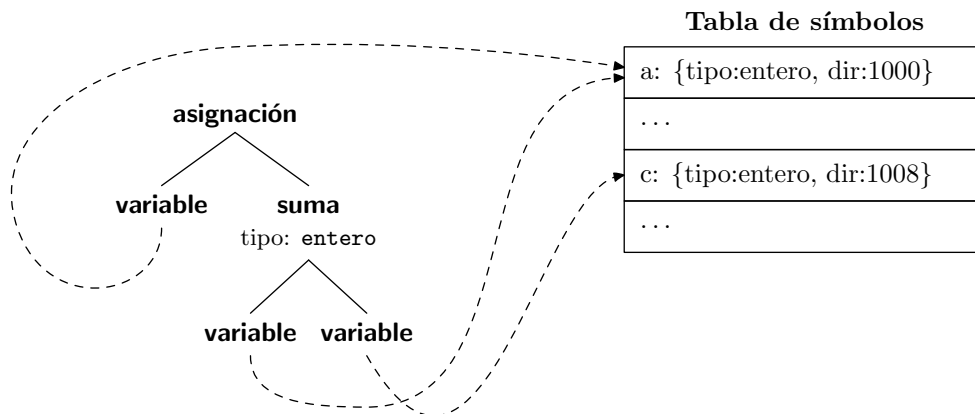 Tabla de símbolos
a: {tipo:entero, dir:1000}
. . .
c: {tipo:entero, dir:1008}
. . .
asignación
variable suma
tipo: entero
variable variable